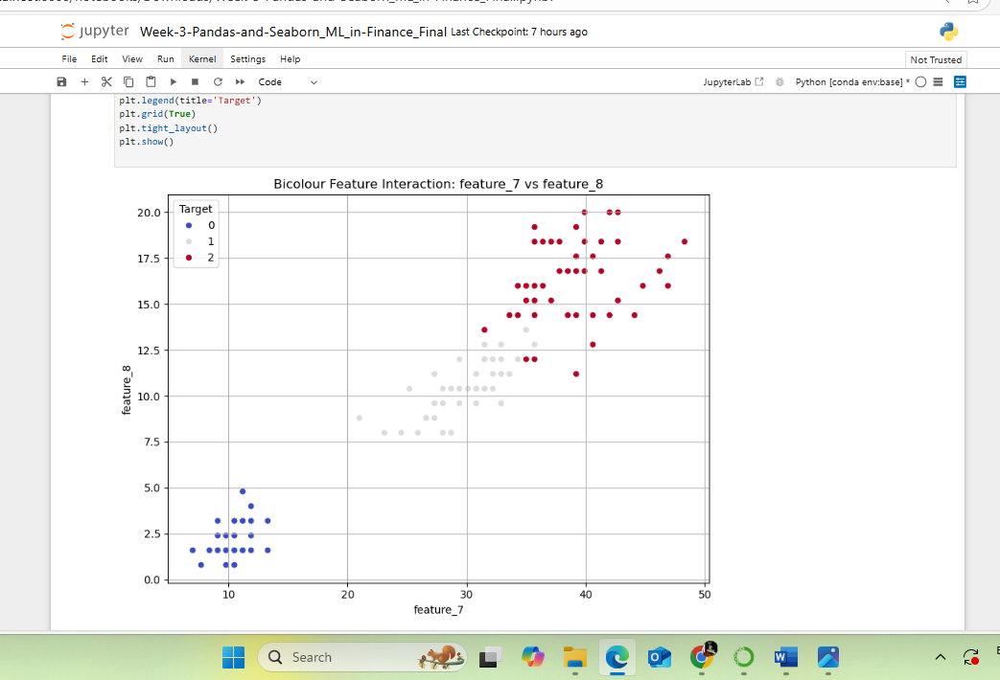 jupyter Week-3-Pandas-and-Seaborn_ML_in-Finance_Final Last Checkpoint: 7 hours ago
File Edit View Run Kernel Settings Help
Not Trusted
Code
JupyterLab
Python [conda env:base] *
plt.legend(title='Target')
plt.grid(True)
plt.tight_layout()
plt.show()
Bicolour Feature Interaction: feature_7 vs feature_8
Target
0
1
2
20.0
17.5
15.0
12.5
10.0
7.5
5.0
2.5
0.0
feature_8
10 20 30 40 50
feature_7
Search